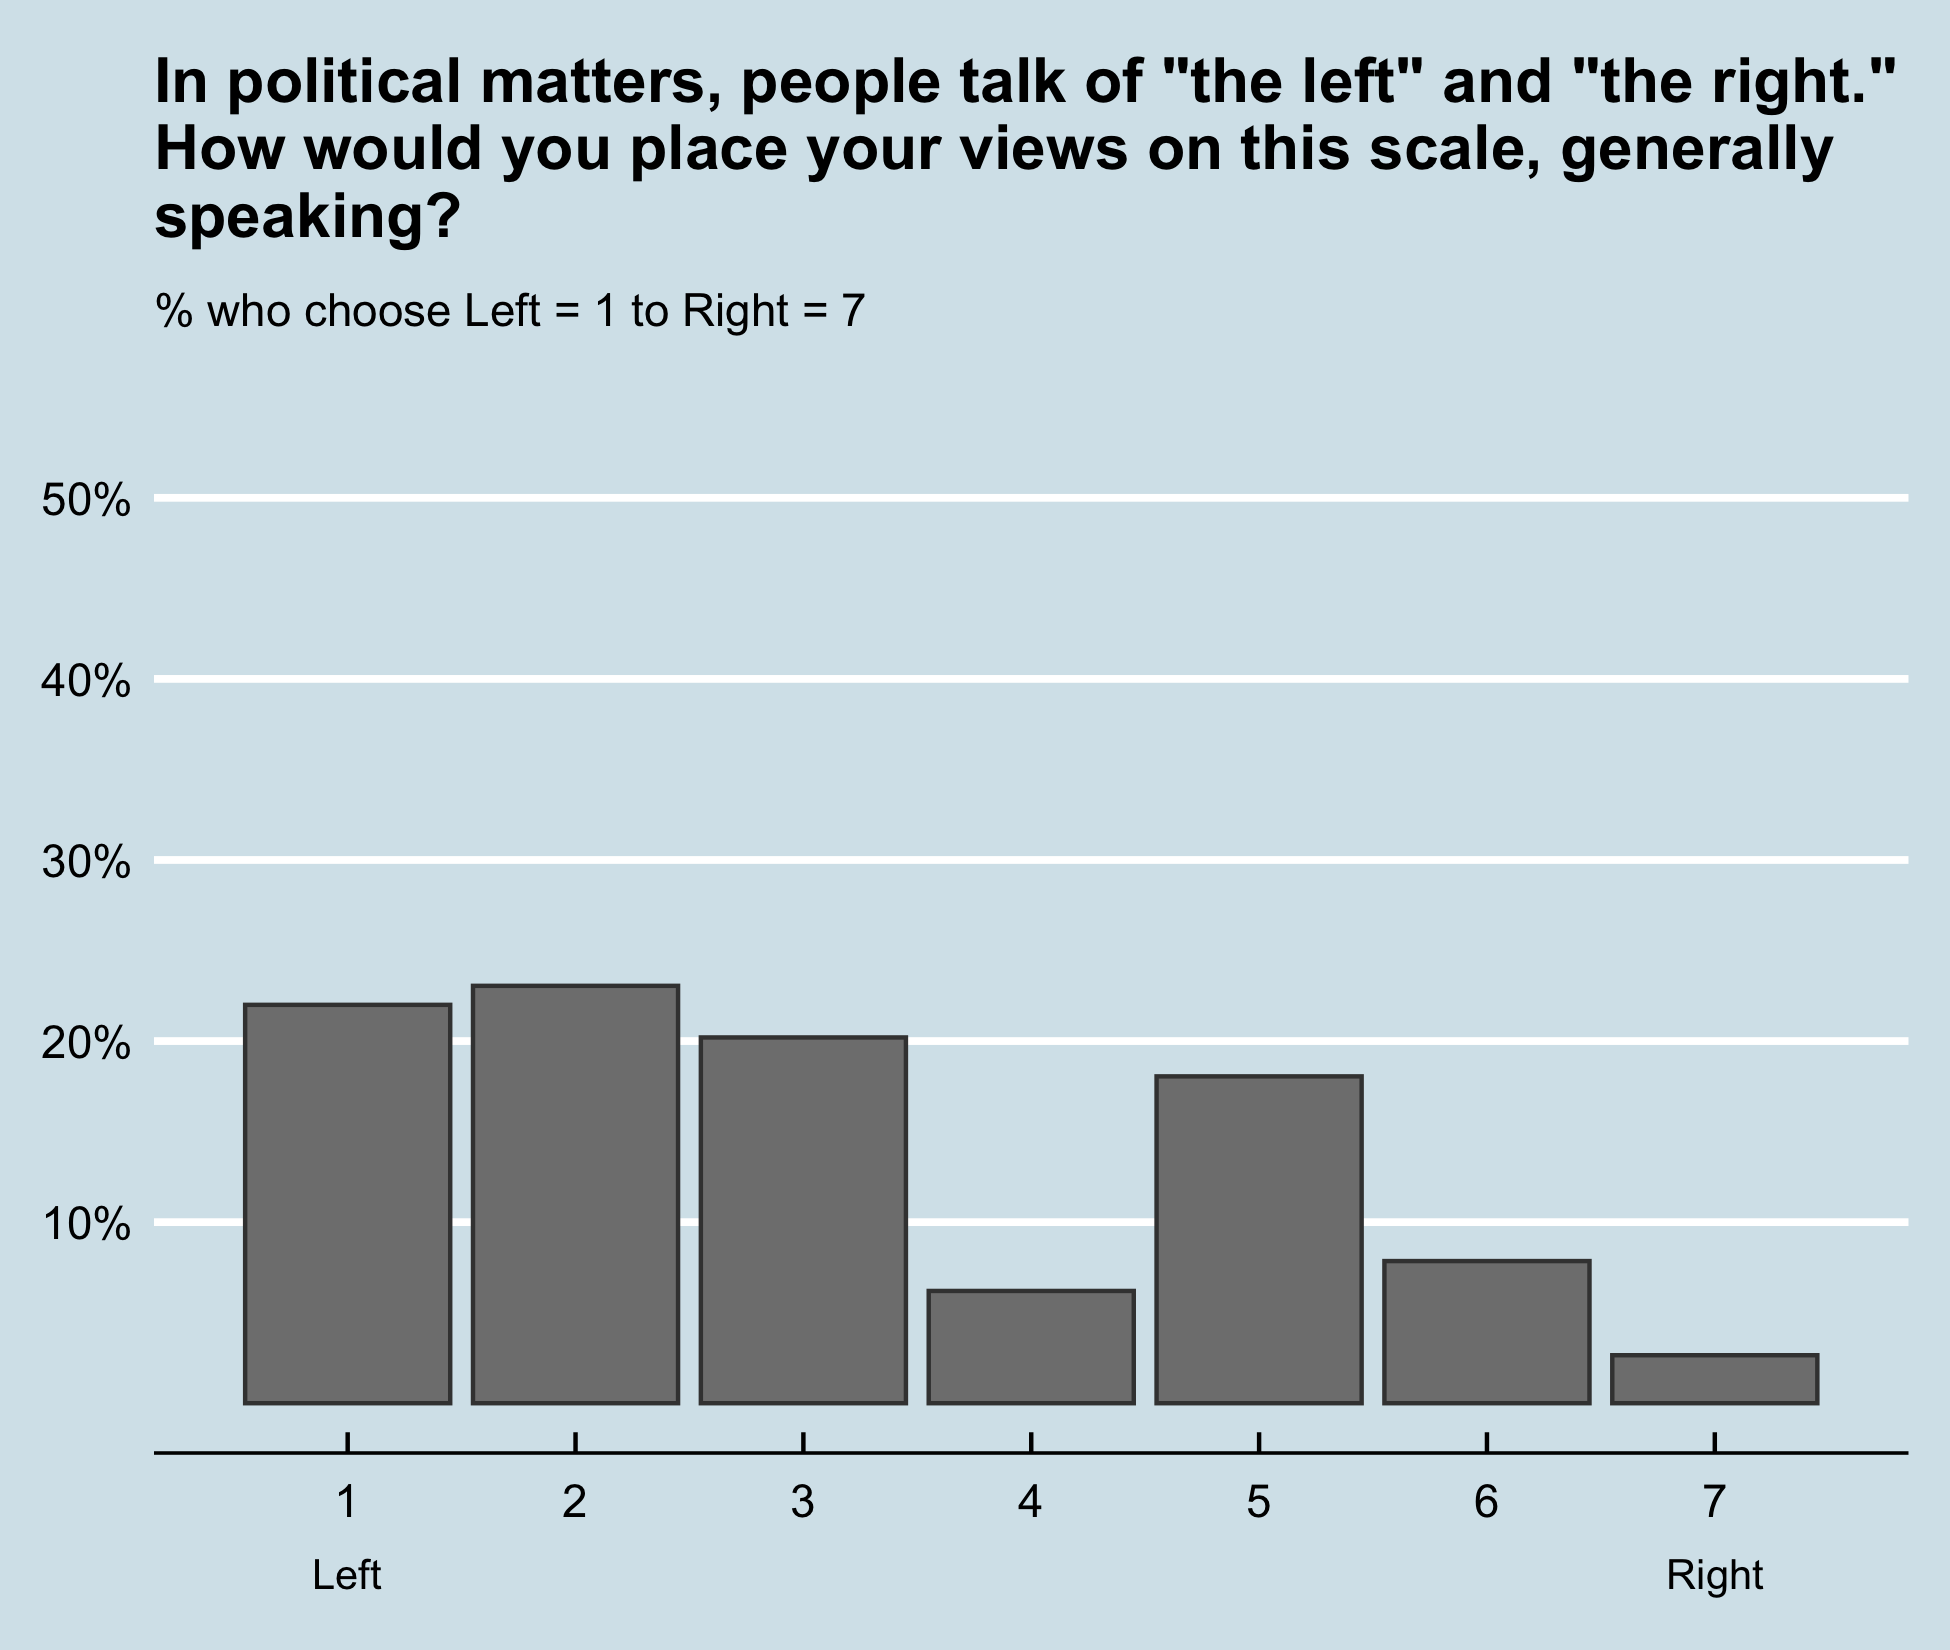 In political matters, people talk of "the left" and "the right."
How would you place your views on this scale, generally
speaking?
% who choose Left = 1 to Right = 7
50%
40%
30%
20%
10%
1 2 3 4 5 6 7
Left Right